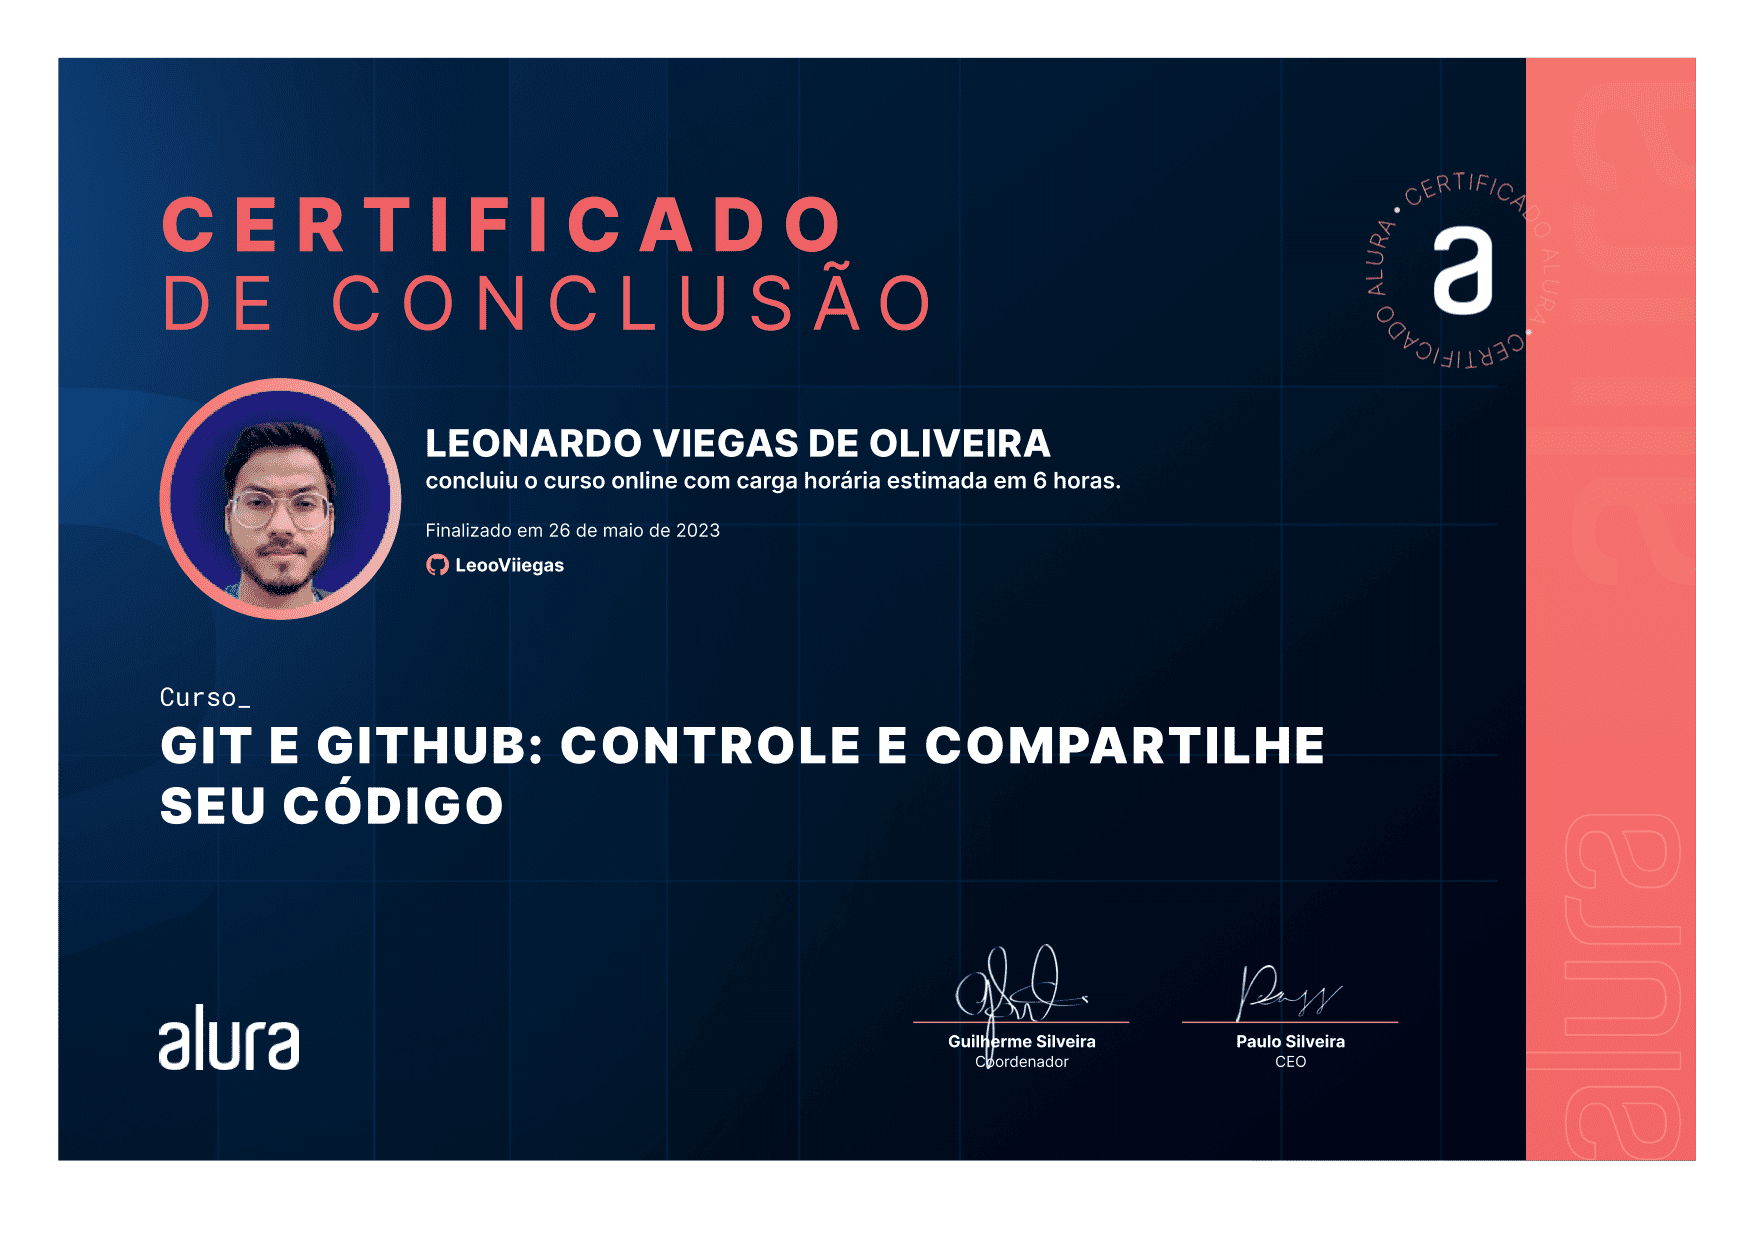 CERTIFICADO
DE CONCLUSÃO
CERTIFICADO ALURA • CERTIFICADO ALURA •
a
LEONARDO VIEGAS DE OLIVEIRA
concluiu o curso online com carga horária estimada em 6 horas.
Finalizado em 26 de maio de 2023
LeooViiegas
Curso_
GIT E GITHUB: CONTROLE E COMPARTILHE
SEU CÓDIGO
alura
Guilherme Silveira
Coordenador
Paulo Silveira
CEO
alura
alura
a